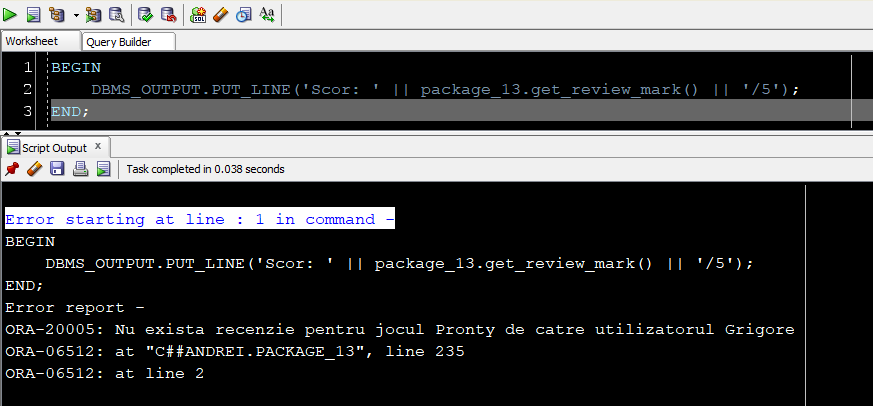 SQL
Aa
Worksheet Query Builder
1 BEGIN
2     DBMS_OUTPUT.PUT_LINE('Scor: ' || package_13.get_review_mark() || '/5');
3 END;
Script Output x
Task completed in 0.038 seconds
Error starting at line : 1 in command -
BEGIN
    DBMS_OUTPUT.PUT_LINE('Scor: ' || package_13.get_review_mark() || '/5');
END;
Error report -
ORA-20005: Nu exista recenzie pentru jocul Pronty de catre utilizatorul Grigore
ORA-06512: at "C##ANDREI.PACKAGE_13", line 235
ORA-06512: at line 2